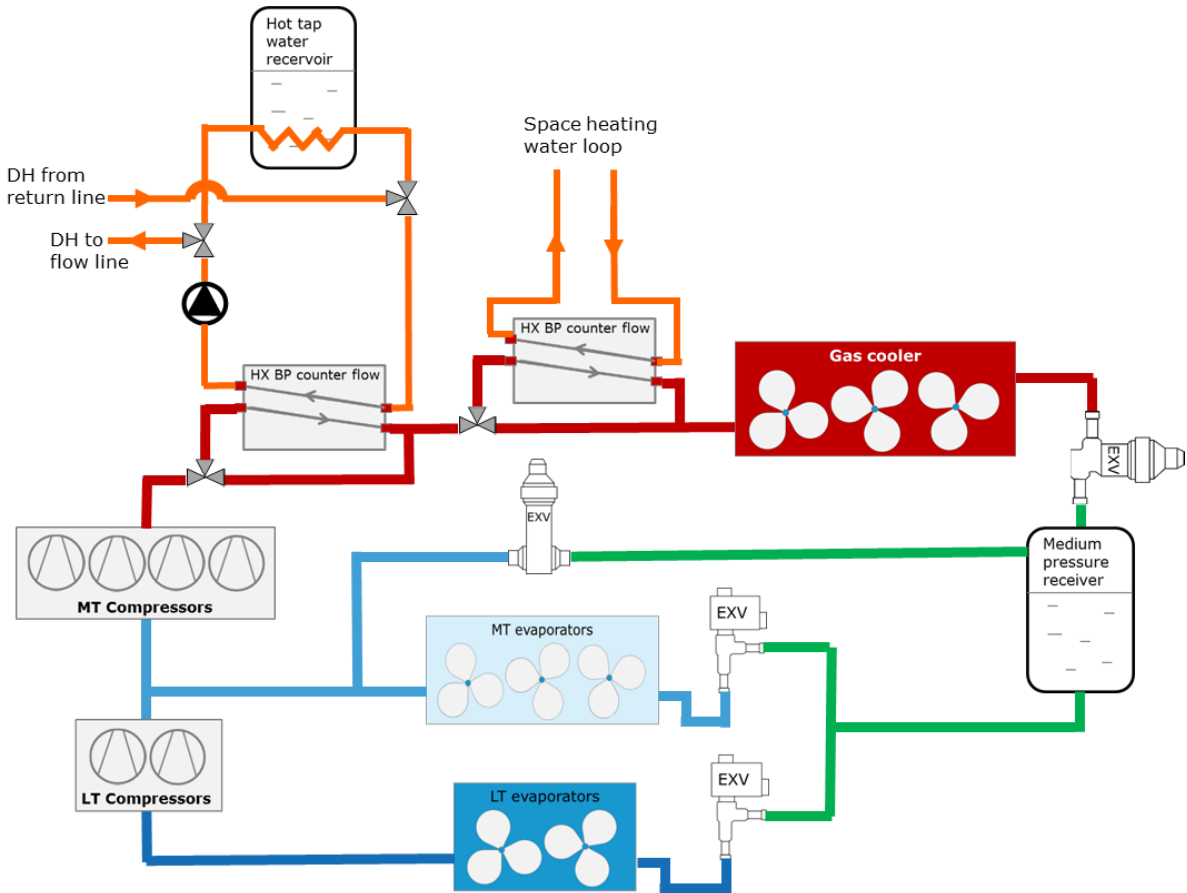 Hot tap
water
recervoir
Space heating
water loop
DH from
return line
DH to
flow line
HX BP counter flow
HX BP counter flow
Gas cooler
EXV
EXV
Medium
pressure
receiver
MT Compressors
MT evaporators
EXV
LT Compressors
LT evaporators
EXV